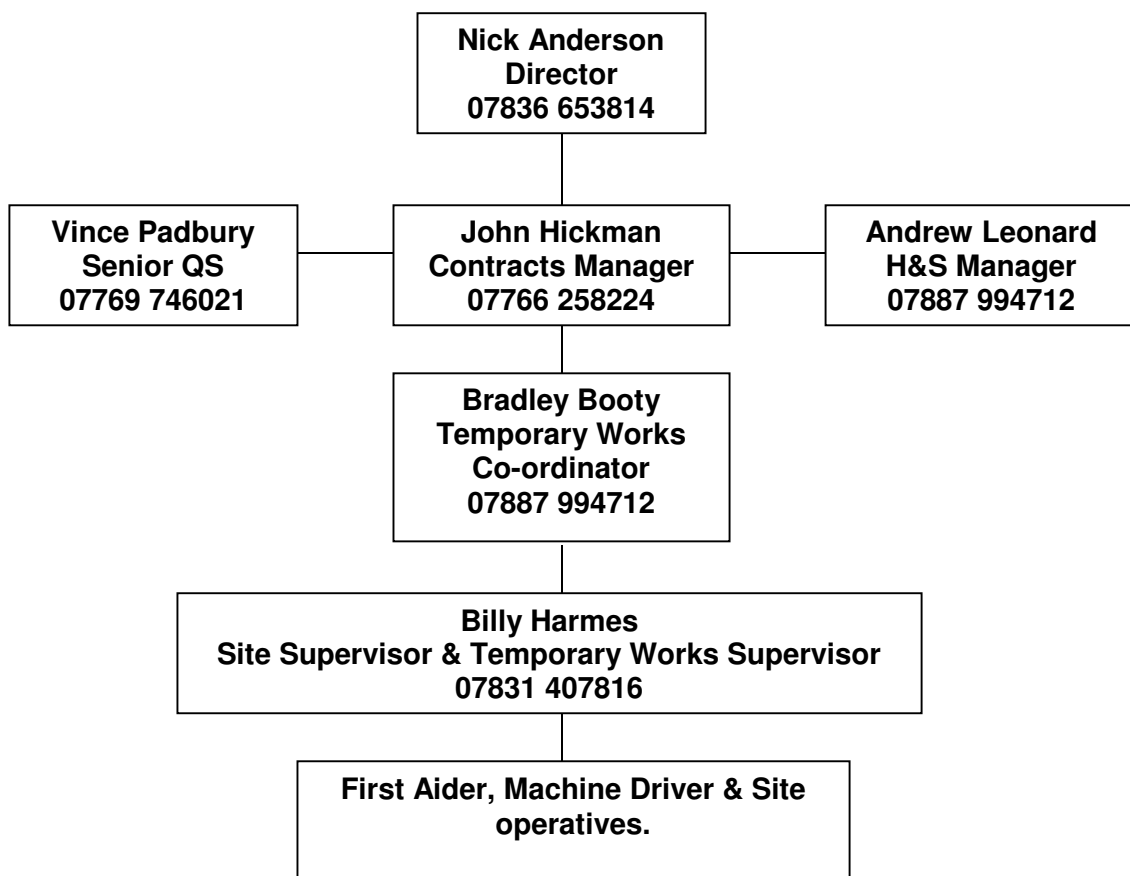 Nick Anderson
Director
07836 653814
Vince Padbury
Senior QS
07769 746021
John Hickman
Contracts Manager
07766 258224
Andrew Leonard
H&S Manager
07887 994712
Bradley Booty
Temporary Works
Co-ordinator
07887 994712
Billy Harmes
Site Supervisor & Temporary Works Supervisor
07831 407816
First Aider, Machine Driver & Site
operatives.